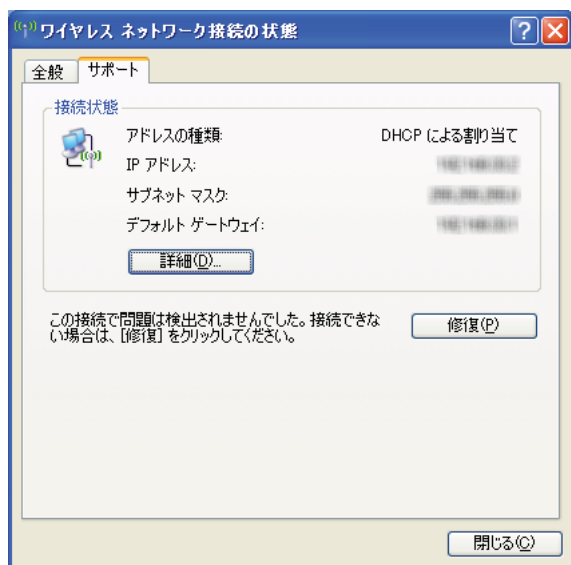 ワイヤレス ネットワーク接続の状態
全般 サポート
接続状態
アドレスの種類: DHCP による割り当て
IP アドレス:
サブネット マスク:
デフォルト ゲートウェイ:
詳細(D)...
この接続で問題は検出されませんでした。接続できな
い場合は、[修復] をクリックしてください。
修復(P)
閉じる(C)